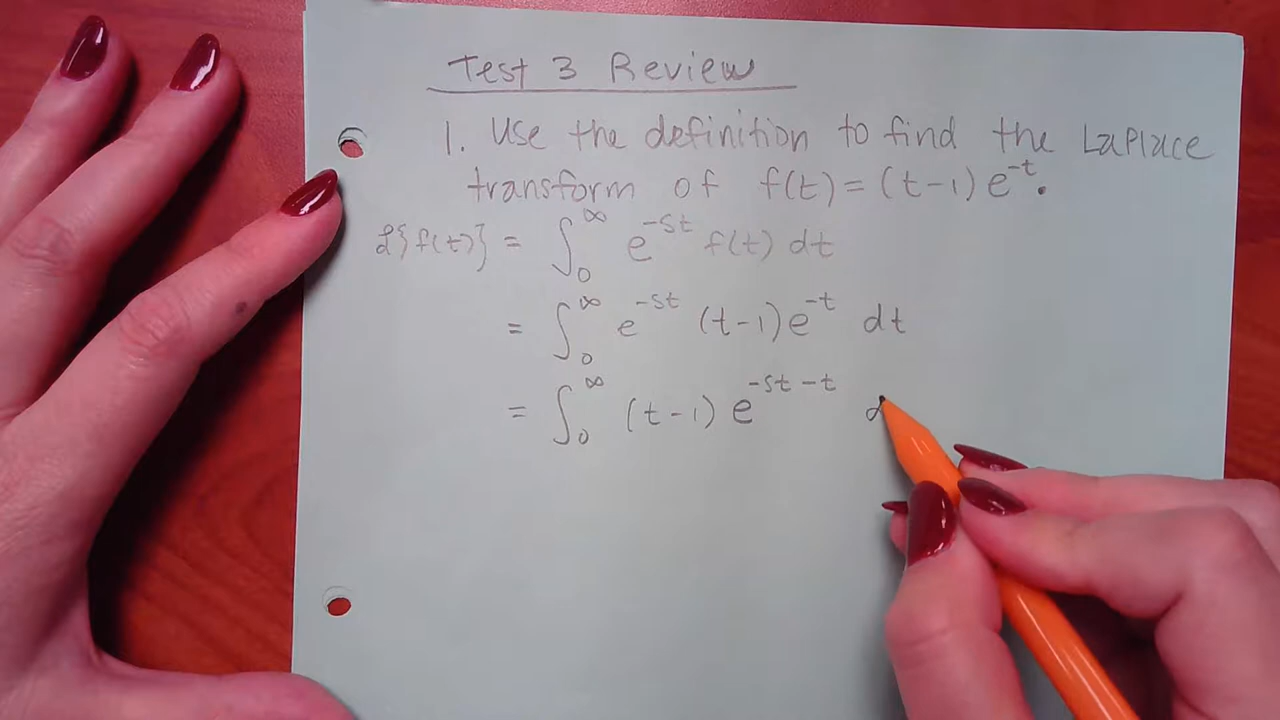 Test 3 Review
1. Use the definition to find the Laplace
transform of f(t) = (t-1) e^{-t}.
ℒ{f(t)} = ∫_0^∞ e^{-st} f(t) dt
= ∫_0^∞ e^{-st} (t-1) e^{-t} dt
= ∫_0^∞ (t-1) e^{-st-t} d